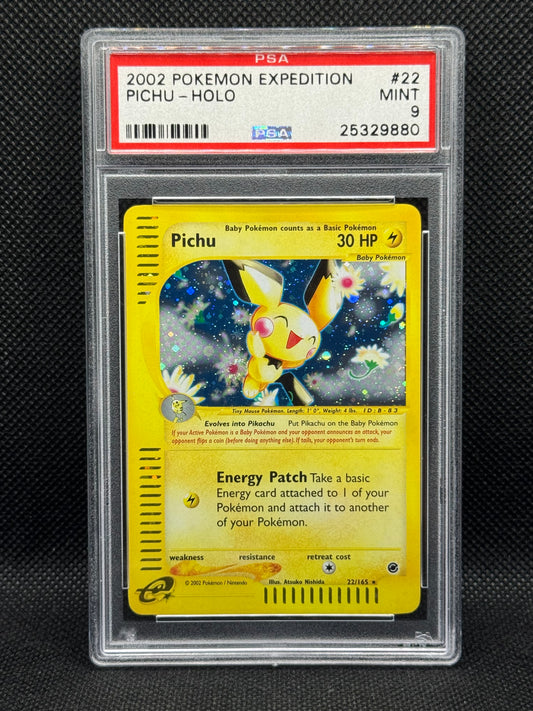 PSA
2002 POKEMON EXPEDITION #22
PICHU - HOLO MINT
9
PSA 25329880
Baby Pokémon counts as a Basic Pokémon
Pichu 30 HP
Baby Pokémon
Tiny Mouse Pokémon. Length: 1' 0", Weight: 4 lbs. ID-B-83
Evolves into Pikachu Put Pikachu on the Baby Pokémon
If your Active Pokémon is a Baby Pokémon and your opponent announces an attack, your
opponent flips a coin (before doing anything else). If tails, your opponent's turn ends.
Energy Patch Take a basic
Energy card attached to 1 of your
Pokémon and attach it to another
of your Pokémon.
weakness resistance retreat cost
© 2002 Pokémon / Nintendo Illus. Atsuko Nishida 22/165 ★
e